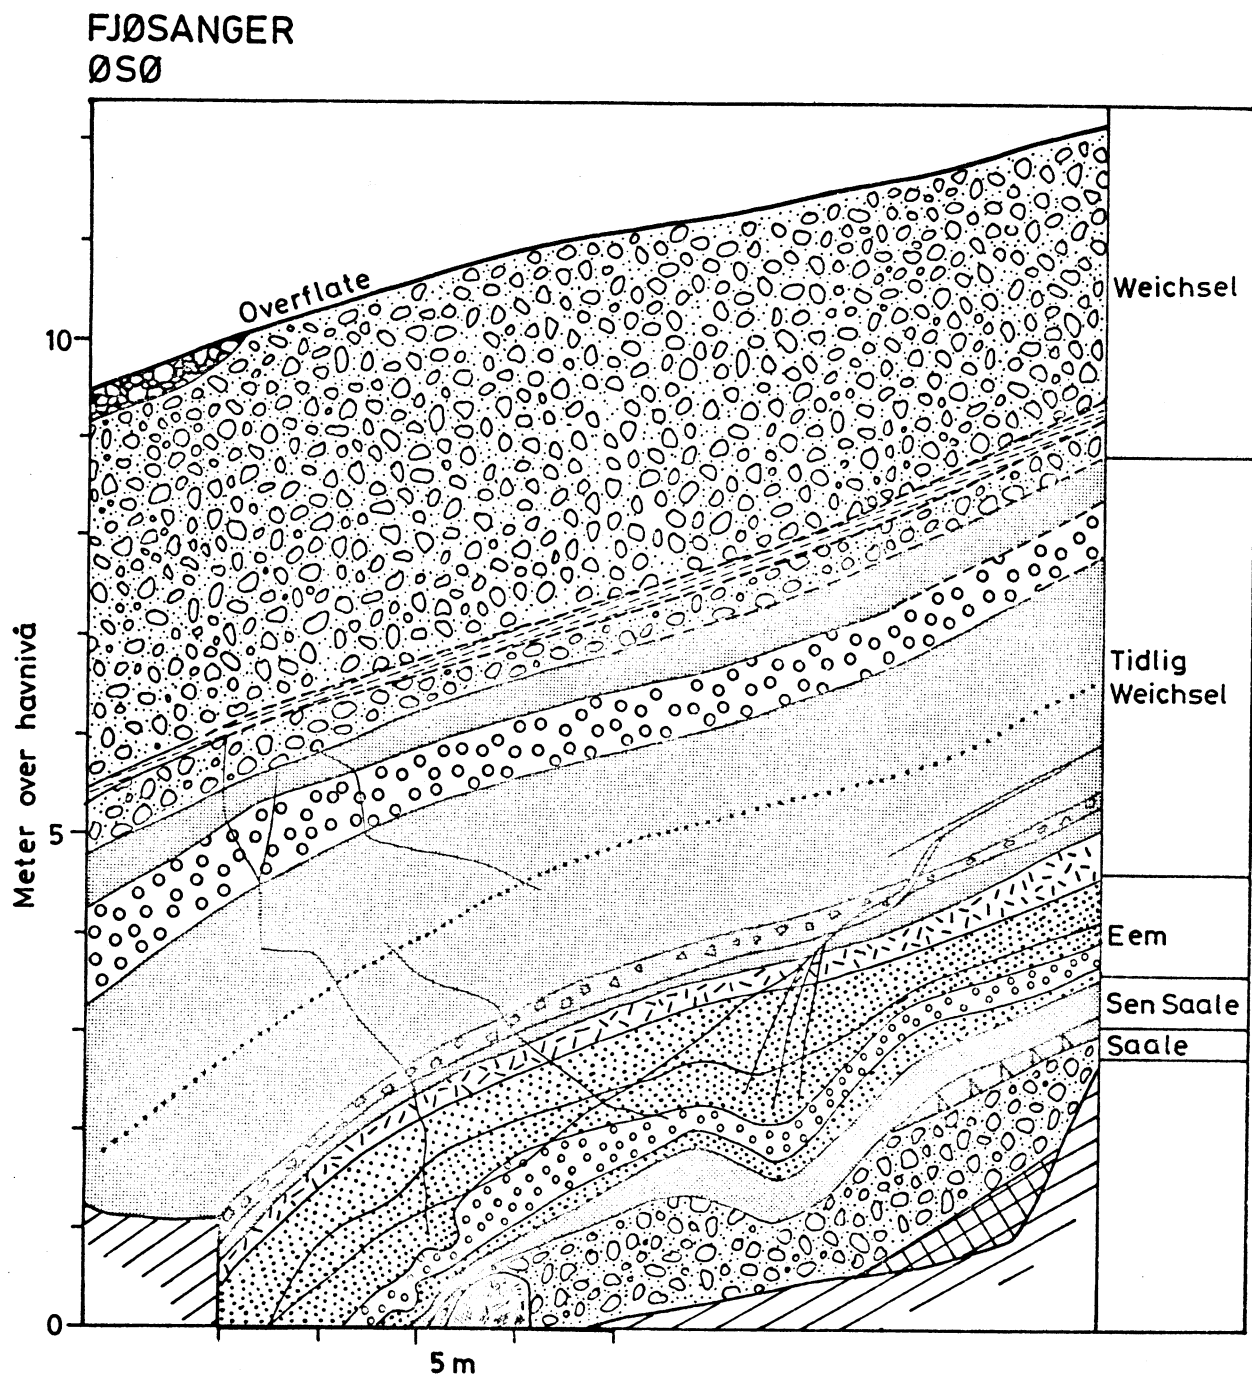 FJØSANGER
ØSØ
Overflate
Weichsel
10
Tidlig
Weichsel
Meter over havnivå
5
Eem
Sen Saale
Saale
0
5 m